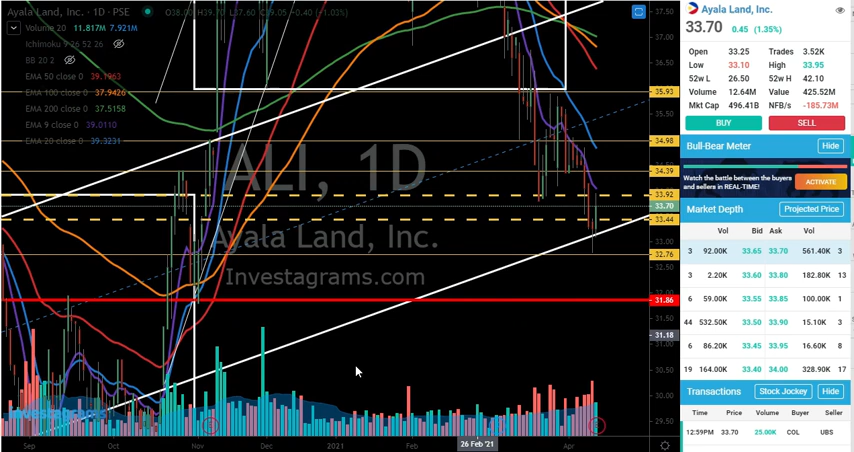 Ayala Land, Inc. · 1D · PSE
Volume 20 11.817M 7.921M
Ichimoku 9 26 52 26
BB 20 2
EMA 50 close 0 39.1963
EMA 100 close 0 37.9426
EMA 200 close 0 37.5158
EMA 9 close 0 39.0110
EMA 20 close 0 39.3231
ALI, 1D
Ayala Land, Inc.
Investagrams.com
37.50
37.00
36.50
35.93
35.50
34.98
34.39
33.92
33.70
33.44
33.00
32.76
31.86
31.50
31.18
31.00
30.50
30.00
29.50
Sep
Oct
Nov
Dec
2021
Feb
26 Feb '21
Apr
Ayala Land, Inc.
33.70 0.45 (1.35%)
Open 33.25 Trades 3.52K
Low 33.10 High 33.95
52w L 26.50 52w H 42.10
Volume 12.64M Value 425.52M
Mkt Cap 496.41B NFB/s -185.73M
BUY SELL
Bull-Bear Meter Hide
Watch the battle between the buyers
and sellers in REAL-TIME! ACTIVATE
Market Depth Projected Price
Vol Bid Ask Vol
3 92.00K 33.65 33.70 561.40K 3
3 2.20K 33.60 33.80 182.80K 13
6 59.00K 33.55 33.85 100.00K 1
44 532.50K 33.50 33.90 15.10K 3
6 86.20K 33.45 33.95 16.60K 8
19 164.00K 33.40 34.00 328.90K 17
Transactions Stock Jockey Hide
Time Price Volume Buyer Seller
12:59PM 33.70 25.00K COL UBS